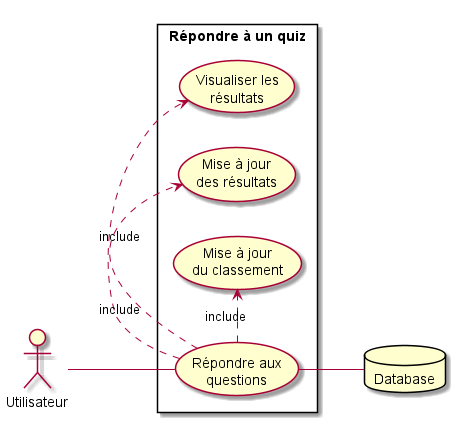 Répondre à un quiz
Visualiser les
résultats
Mise à jour
des résultats
include
Mise à jour
du classement
include
include
Répondre aux
questions
Database
Utilisateur